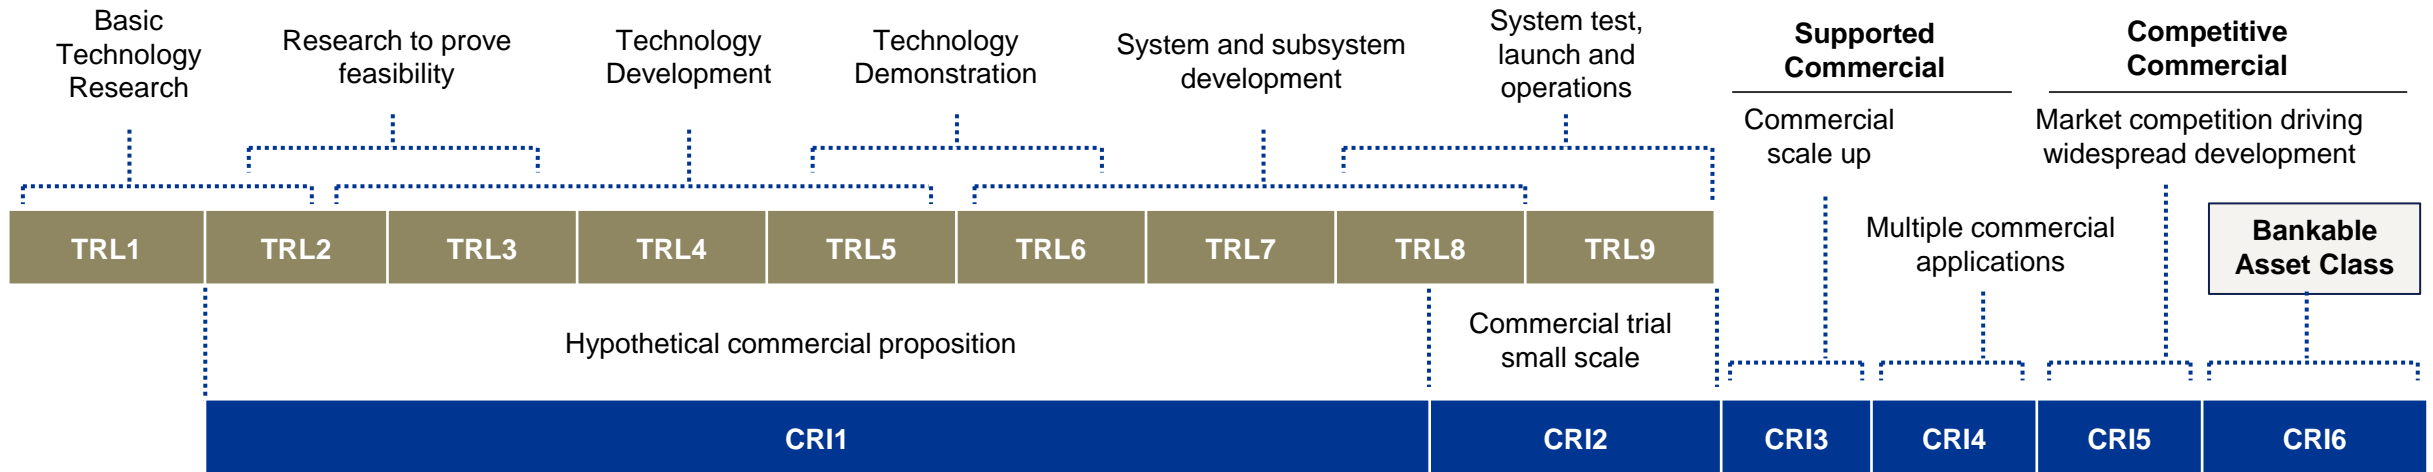 Basic
Technology
Research
Research to prove
feasibility
Technology
Development
Technology
Demonstration
System and subsystem
development
System test,
launch and
operations
Supported
Commercial
Competitive
Commercial
Commercial
scale up
Market competition driving
widespread development
TRL1
TRL2
TRL3
TRL4
TRL5
TRL6
TRL7
TRL8
TRL9
Multiple commercial
applications
Bankable
Asset Class
Hypothetical commercial proposition
Commercial trial
small scale
CRI1
CRI2
CRI3
CRI4
CRI5
CRI6